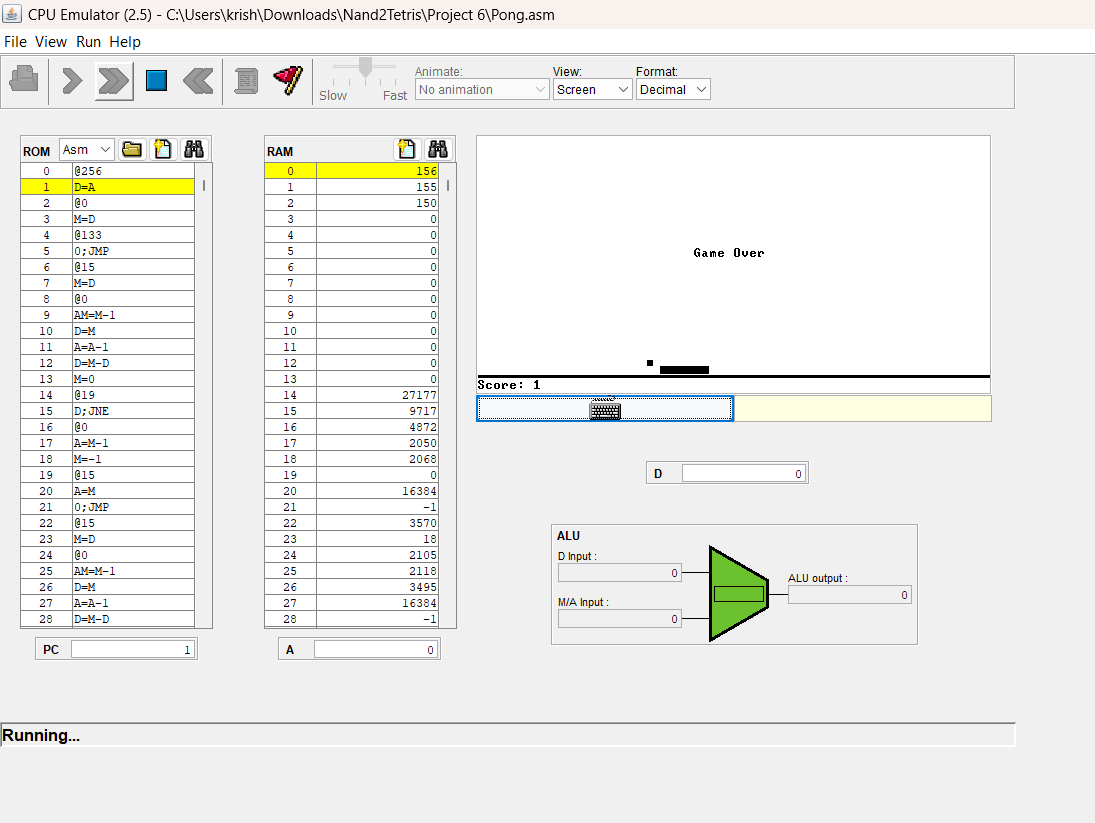 CPU Emulator (2.5) - C:\Users\krish\Downloads\Nand2Tetris\Project 6\Pong.asm
File View Run Help
Slow Fast
Animate:
No animation
View:
Screen
Format:
Decimal
ROM Asm
0 @256
1 D=A
2 @0
3 M=D
4 @133
5 0;JMP
6 @15
7 M=D
8 @0
9 AM=M-1
10 D=M
11 A=A-1
12 D=M-D
13 M=0
14 @19
15 D;JNE
16 @0
17 A=M-1
18 M=-1
19 @15
20 A=M
21 0;JMP
22 @15
23 M=D
24 @0
25 AM=M-1
26 D=M
27 A=A-1
28 D=M-D
PC 1
RAM
0 156
1 155
2 150
3 0
4 0
5 0
6 0
7 0
8 0
9 0
10 0
11 0
12 0
13 0
14 27177
15 9717
16 4872
17 2050
18 2068
19 0
20 16384
21 -1
22 3570
23 18
24 2105
25 2118
26 3495
27 16384
28 -1
A 0
Game Over
Score: 1
D 0
ALU
D Input :
0
M/A Input :
0
ALU output :
0
Running...